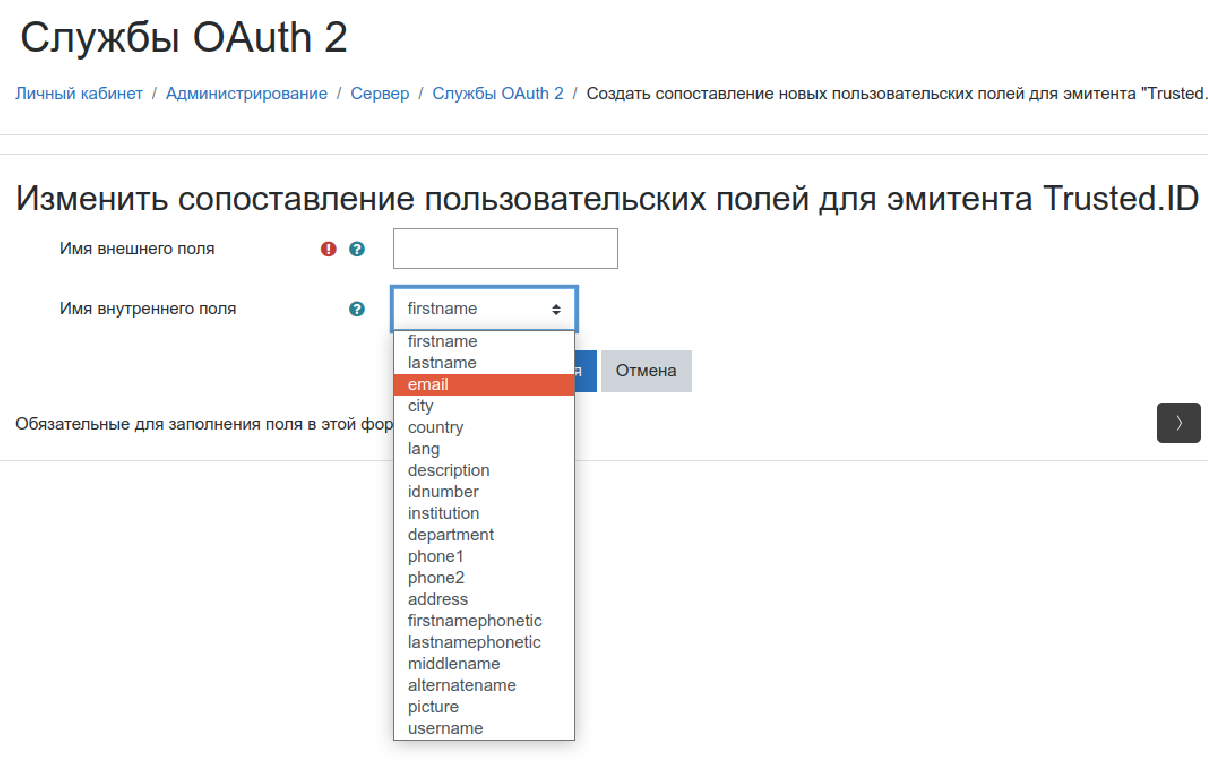 Службы OAuth 2
Личный кабинет / Администрирование / Сервер / Службы OAuth 2 / Создать сопоставление новых пользовательских полей для эмитента "Trusted.
Изменить сопоставление пользовательских полей для эмитента Trusted.ID
Имя внешнего поля
Имя внутреннего поля
firstname
firstname
lastname
email
я Отмена
city
Обязательные для заполнения поля в этой фор
country
lang
description
idnumber
institution
department
phone1
phone2
address
firstnamephonetic
lastnamephonetic
middlename
alternatename
picture
username